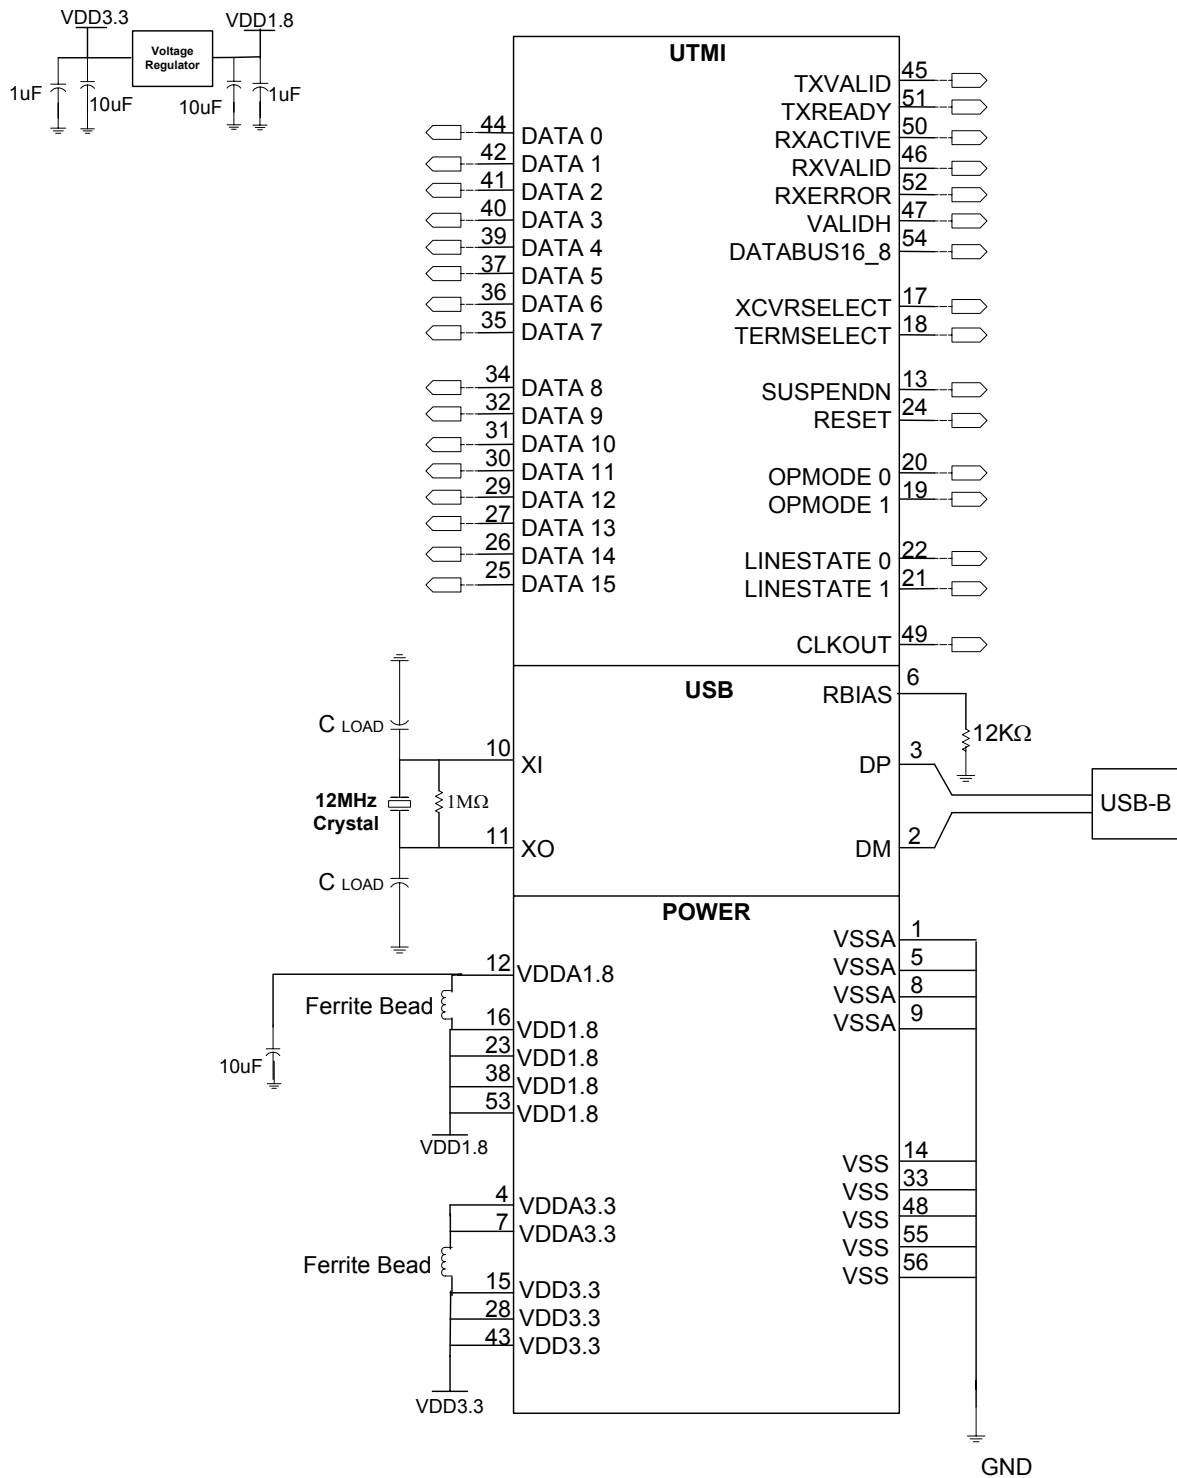 VDD3.3
VDD1.8
Voltage
Regulator
1uF
10uF
10uF
1uF
UTMI
44 DATA 0
42 DATA 1
41 DATA 2
40 DATA 3
39 DATA 4
37 DATA 5
36 DATA 6
35 DATA 7
34 DATA 8
32 DATA 9
31 DATA 10
30 DATA 11
29 DATA 12
27 DATA 13
26 DATA 14
25 DATA 15
TXVALID 45
TXREADY 51
RXACTIVE 50
RXVALID 46
RXERROR 52
VALIDH 47
DATABUS16_8 54
XCVRSELECT 17
TERMSELECT 18
SUSPENDN 13
RESET 24
OPMODE 0 20
OPMODE 1 19
LINESTATE 0 22
LINESTATE 1 21
CLKOUT 49
USB
C LOAD
10 XI
12MHz
Crystal
1MΩ
11 XO
C LOAD
RBIAS 6
12KΩ
DP 3
DM 2
USB-B
POWER
12 VDDA1.8
Ferrite Bead
16 VDD1.8
23 VDD1.8
38 VDD1.8
53 VDD1.8
10uF
VDD1.8
4 VDDA3.3
7 VDDA3.3
Ferrite Bead
15 VDD3.3
28 VDD3.3
43 VDD3.3
VDD3.3
VSSA 1
VSSA 5
VSSA 8
VSSA 9
VSS 14
VSS 33
VSS 48
VSS 55
VSS 56
GND